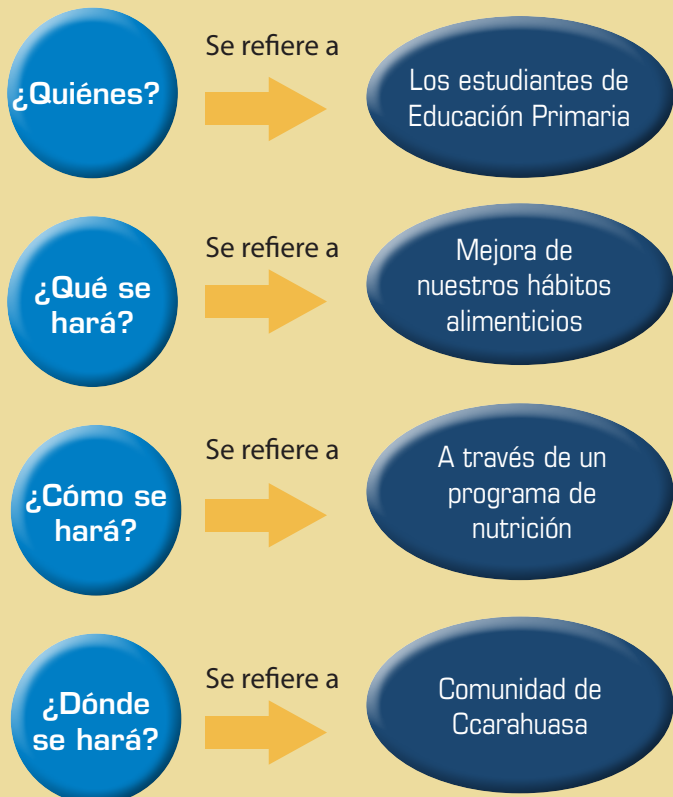 ¿Quiénes?
Se refiere a
Los estudiantes de
Educación Primaria
¿Qué se
hará?
Se refiere a
Mejora de
nuestros hábitos
alimenticios
¿Cómo se
hará?
Se refiere a
A través de un
programa de
nutrición
¿Dónde
se hará?
Se refiere a
Comunidad de
Ccarahuasa